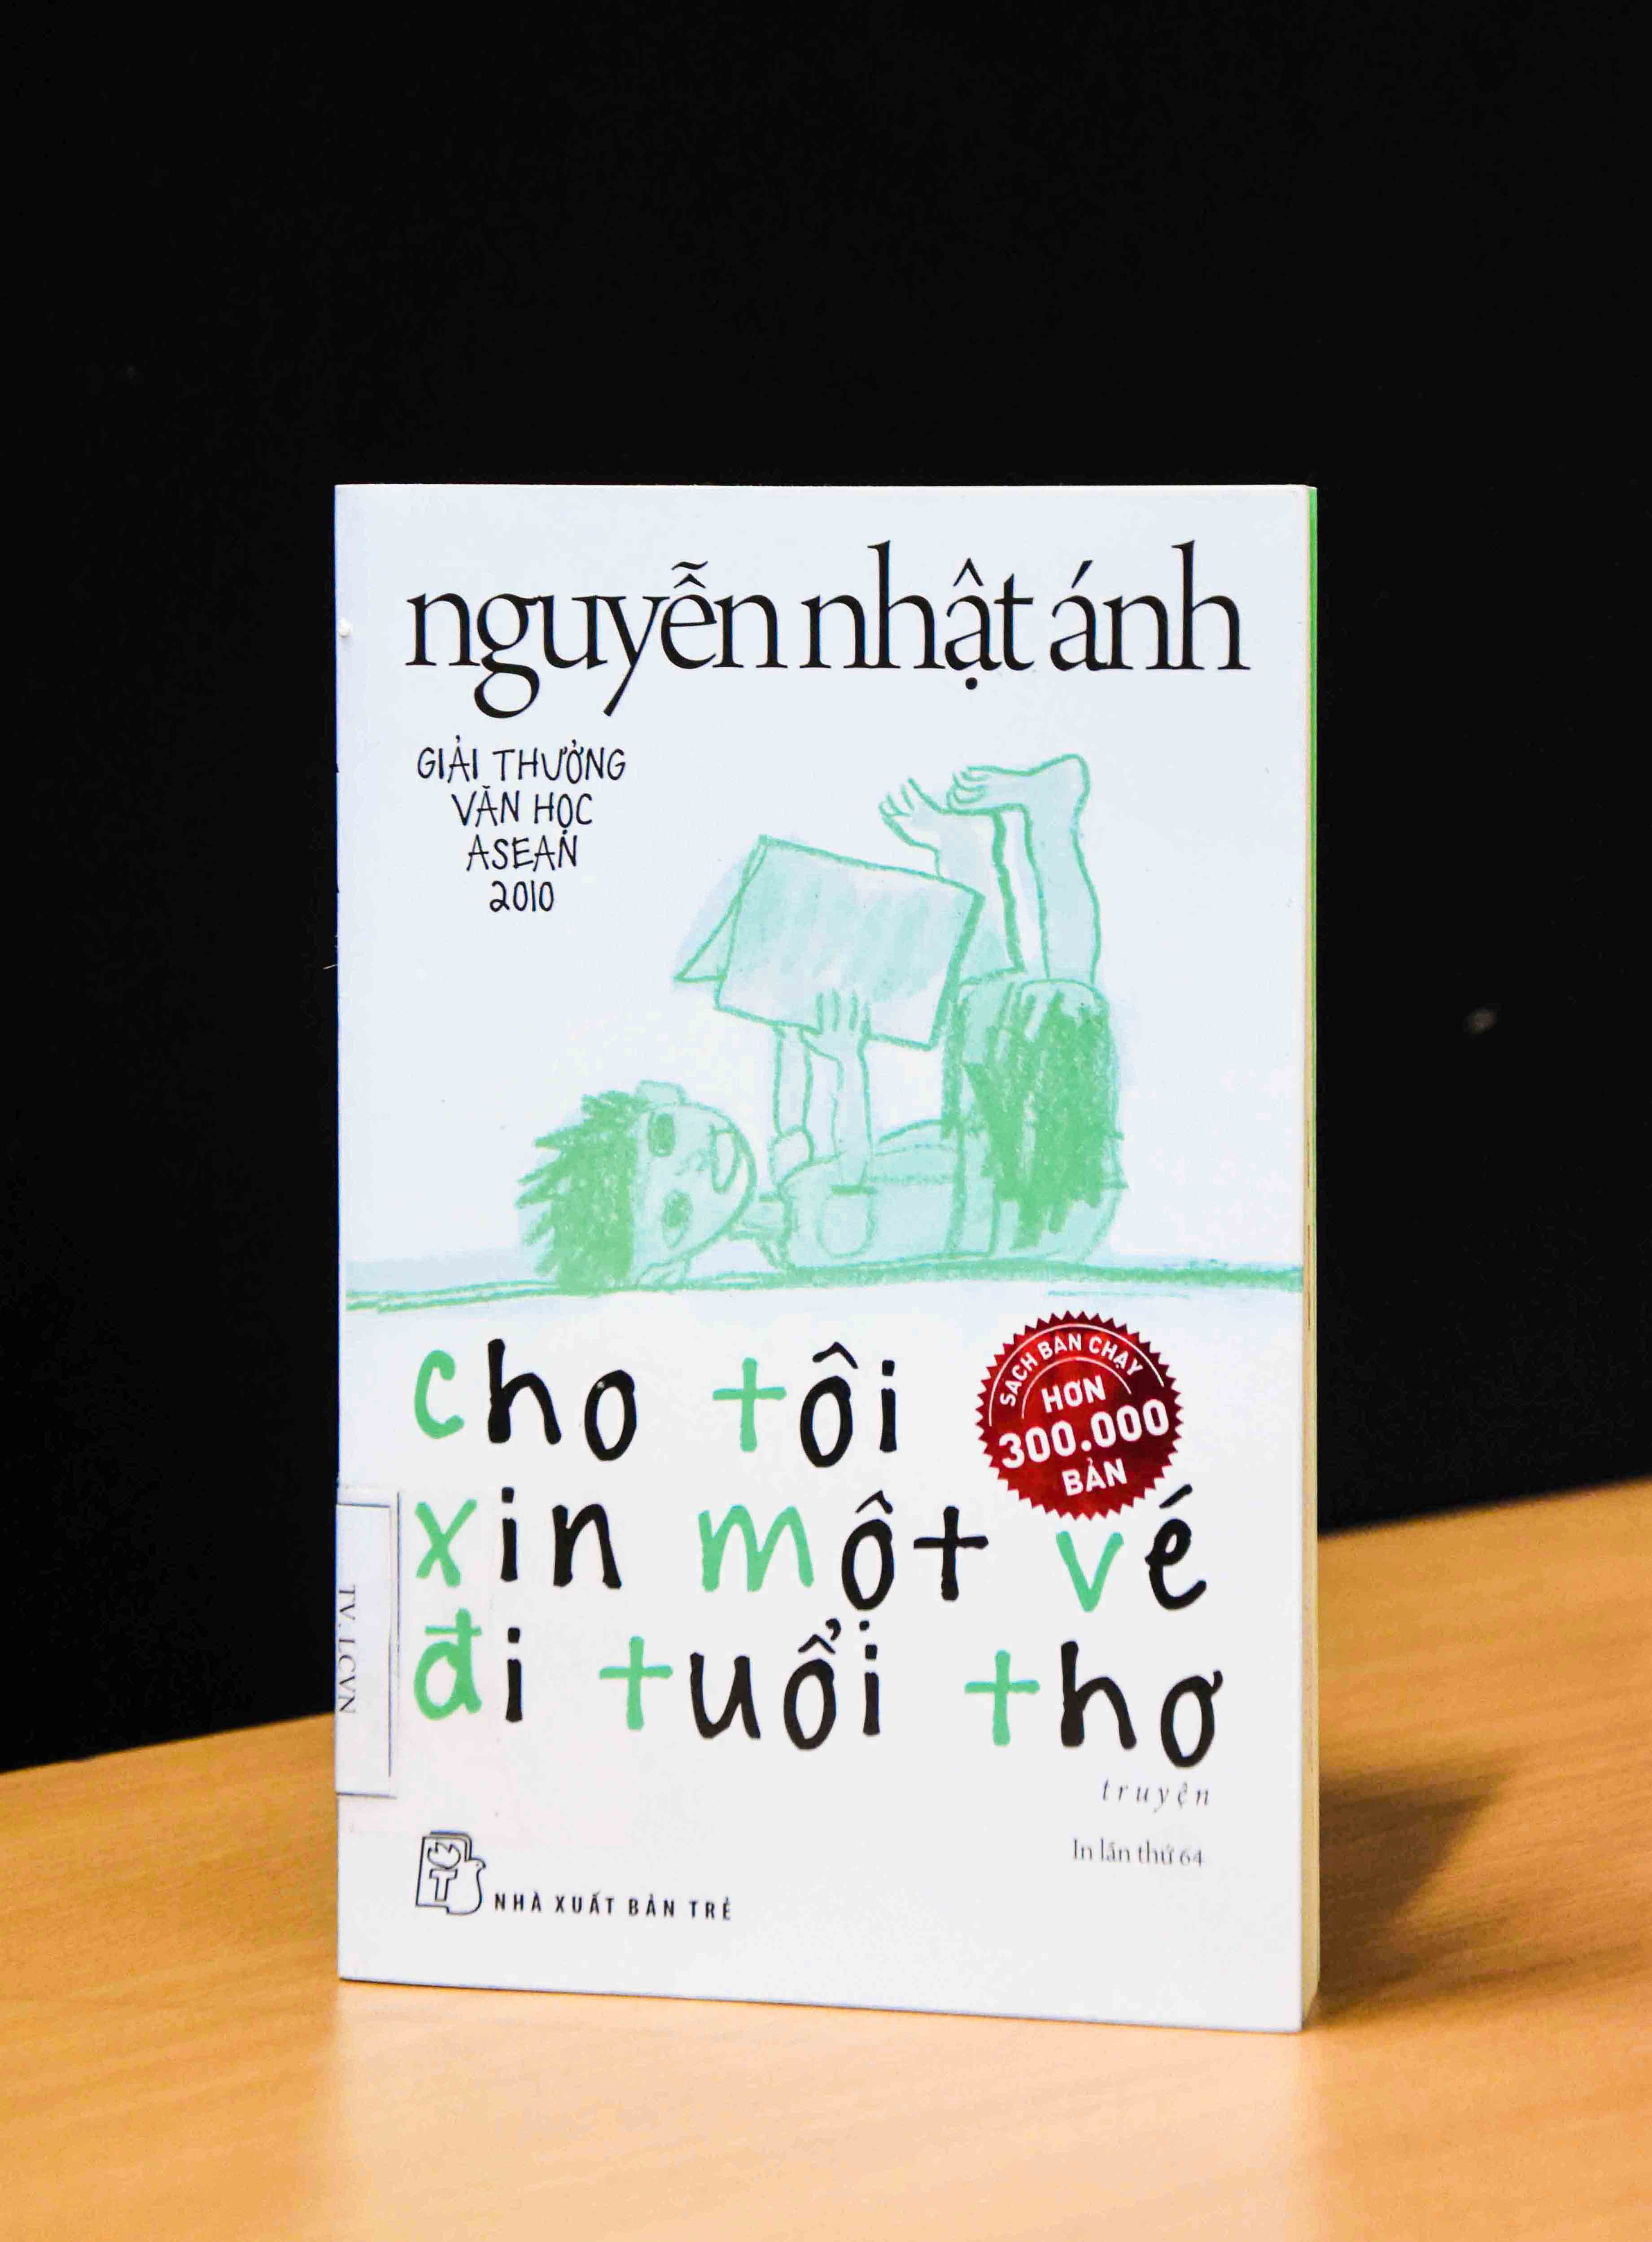 nguyễn nhật ánh
GIẢI THƯỞNG
VĂN HỌC
ASEAN
2010
cho tôi
SÁCH BÁN CHẠY
HƠN
300.000
BẢN
xin một vé
đi tuổi thơ
TV. LCVN
truyện
In lần thứ 64
NHÀ XUẤT BẢN TRẺ